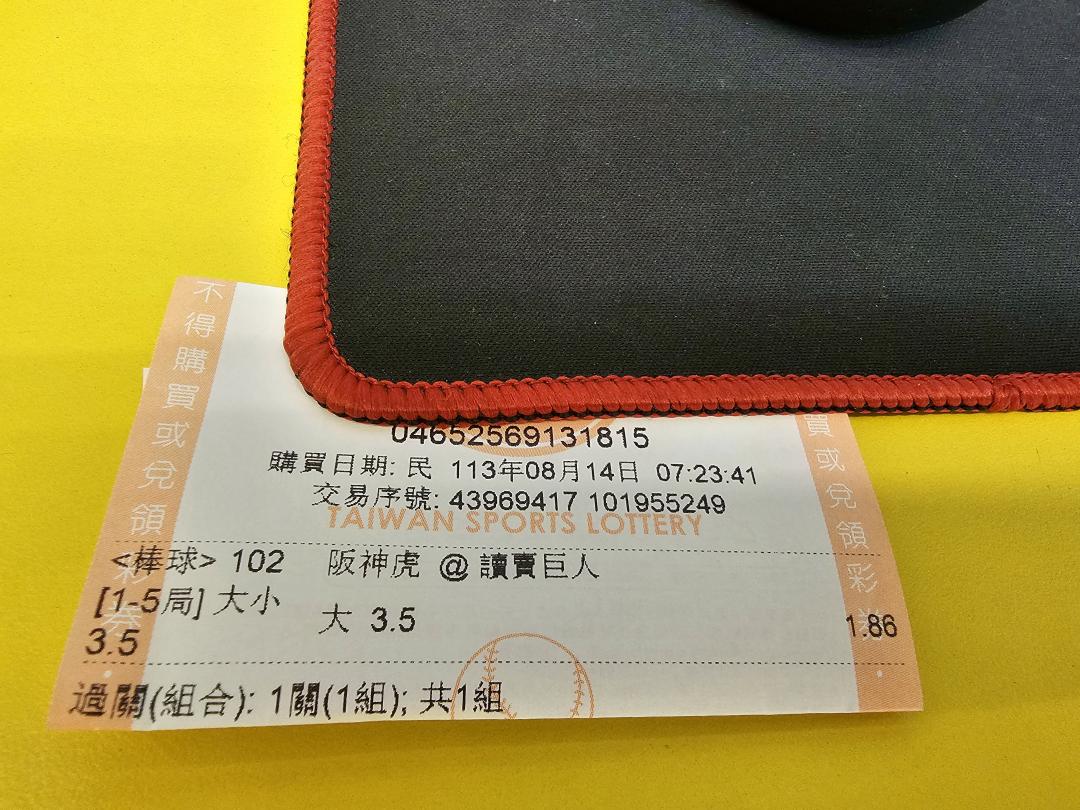 不得購買或兌領彩券
04652569131815
購買日期: 民 113年08月14日 07:23:41
交易序號: 43969417 101955249
TAIWAN SPORTS LOTTERY
<棒球> 102 阪神虎 @ 讀賣巨人
[1-5局] 大小 大 3.5 1.86
3.5
過關(組合): 1關(1組); 共1組
買或兌領彩券